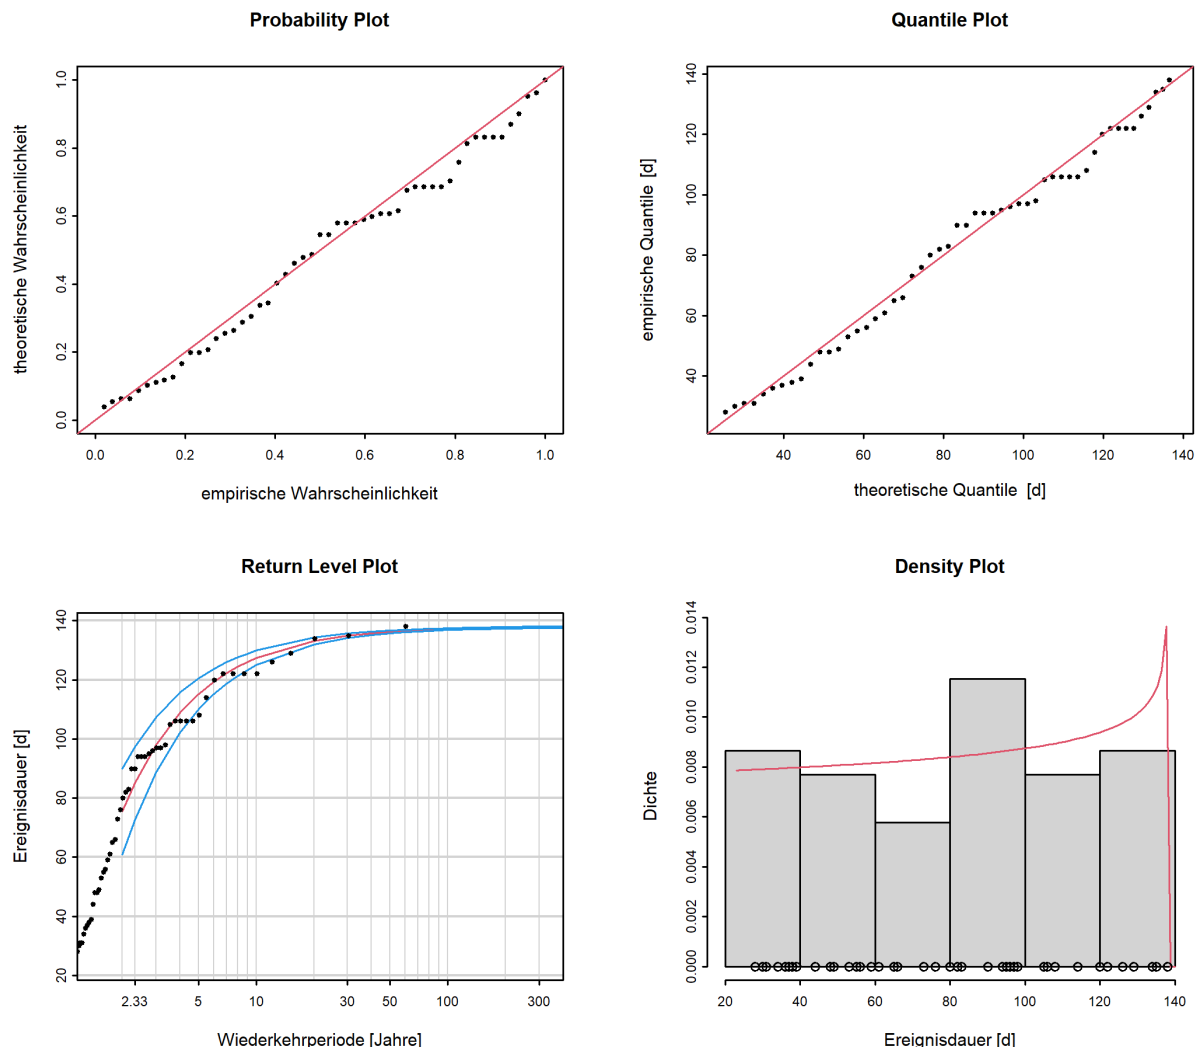 Probability Plot
theoretische Wahrscheinlichkeit
0.0 0.2 0.4 0.6 0.8 1.0
0.0 0.2 0.4 0.6 0.8 1.0
empirische Wahrscheinlichkeit
Quantile Plot
empirische Quantile [d]
40 60 80 100 120 140
40 60 80 100 120 140
theoretische Quantile [d]
Return Level Plot
Ereignisdauer [d]
20 40 60 80 100 120 140
2.33 5 10 30 50 100 300
Wiederkehrperiode [Jahre]
Density Plot
Dichte
0.000 0.002 0.004 0.006 0.008 0.010 0.012 0.014
20 40 60 80 100 120 140
Ereignisdauer [d]